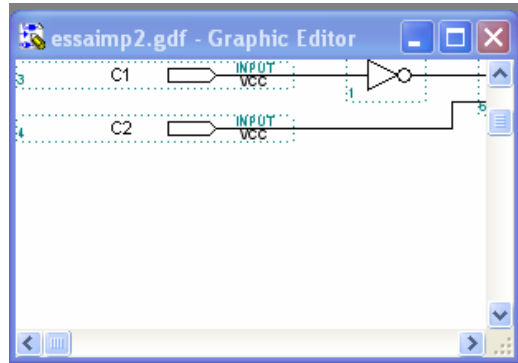 essaimp2.gdf - Graphic Editor
3 C1 INPUT
VCC
1
6
4 C2 INPUT
VCC